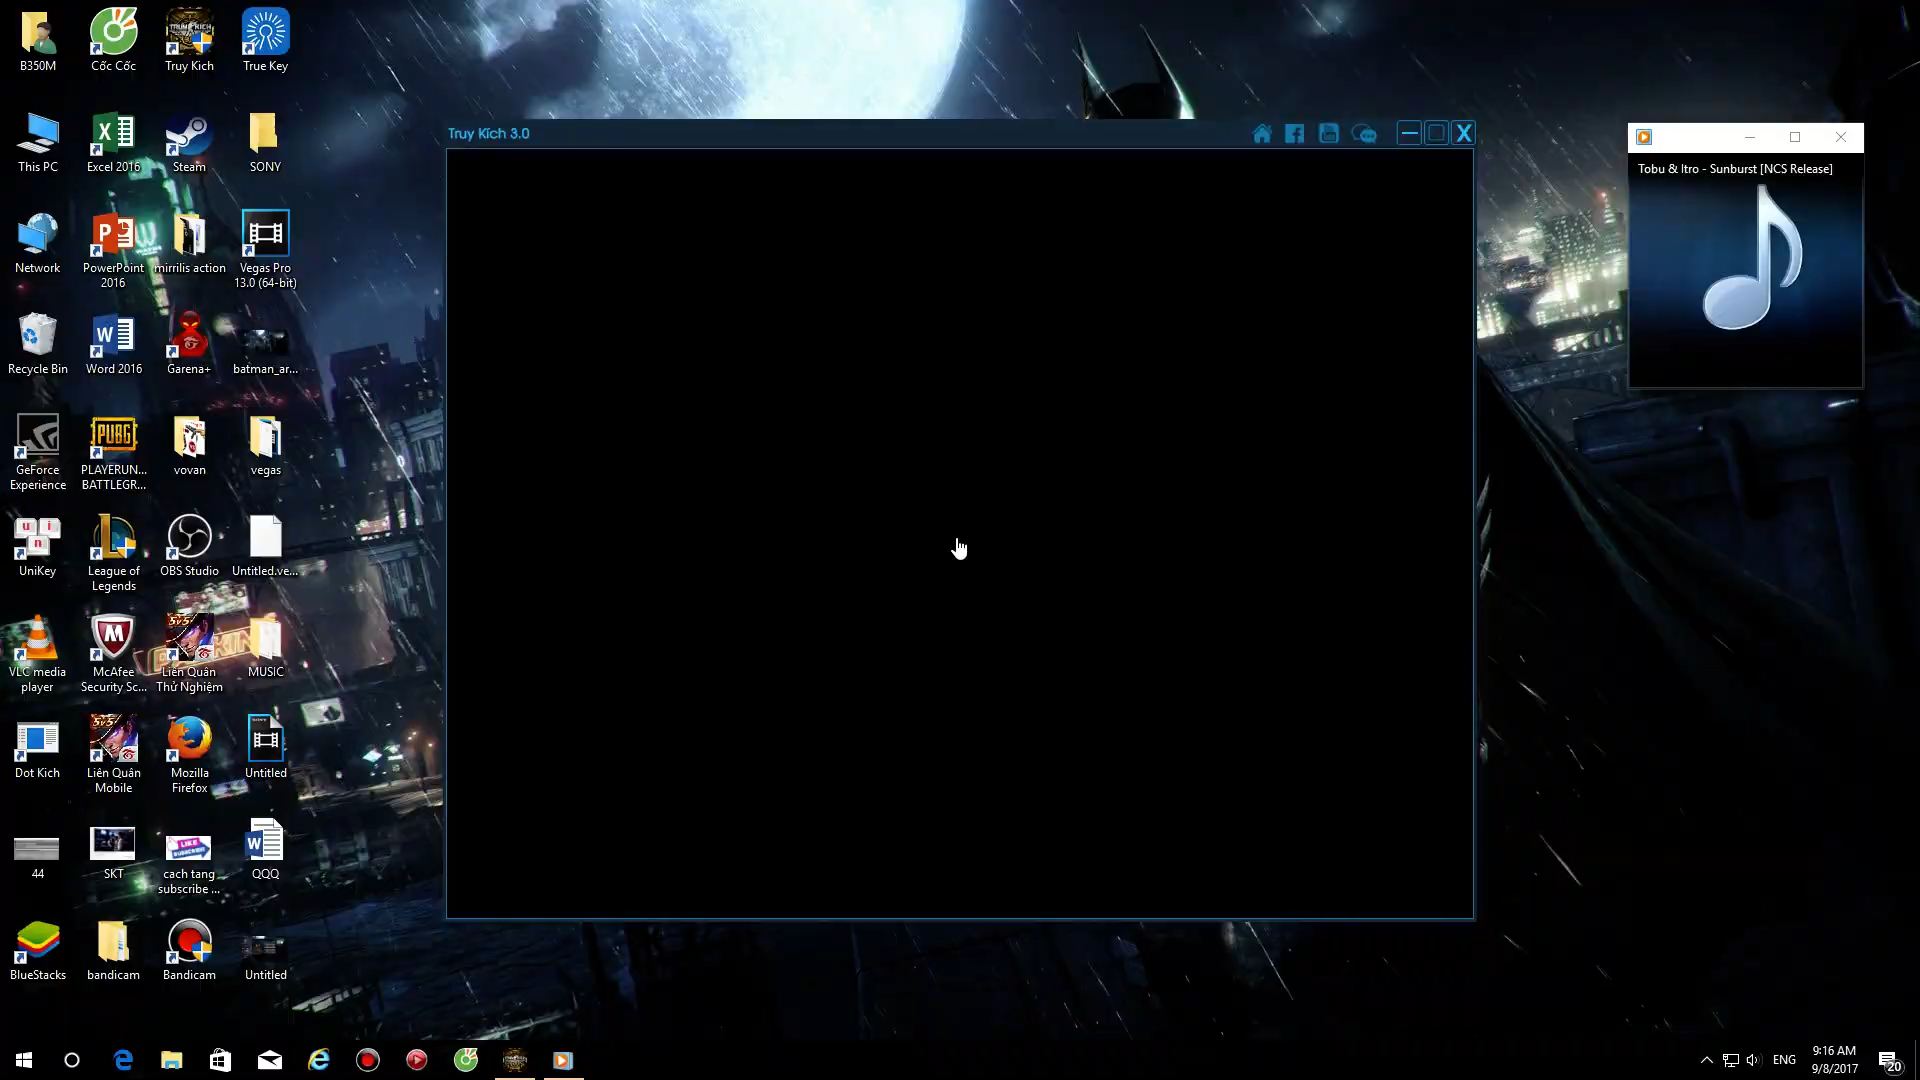 B350M
Cốc Cốc
Truy Kich
True Key
This PC
Excel 2016
Steam
SONY
Network
PowerPoint
2016
mirrilis action
Vegas Pro
13.0 (64-bit)
Recycle Bin
Word 2016
Garena+
batman_ar...
GeForce
Experience
PUBG
PLAYERUN...
BATTLEGR...
vovan
vegas
UniKey
League of
Legends
OBS Studio
Untitled.ve...
VLC media
player
McAfee
Security Sc...
Liên Quân
Thử Nghiệm
MUSIC
Dot Kich
Liên Quân
Mobile
Mozilla
Firefox
Untitled
44
SKT
cach tang
subscribe ...
QQQ
BlueStacks
bandicam
Bandicam
Untitled
Truy Kích 3.0
X
Tobu & Itro - Sunburst [NCS Release]
ENG
9:16 AM
9/8/2017
20